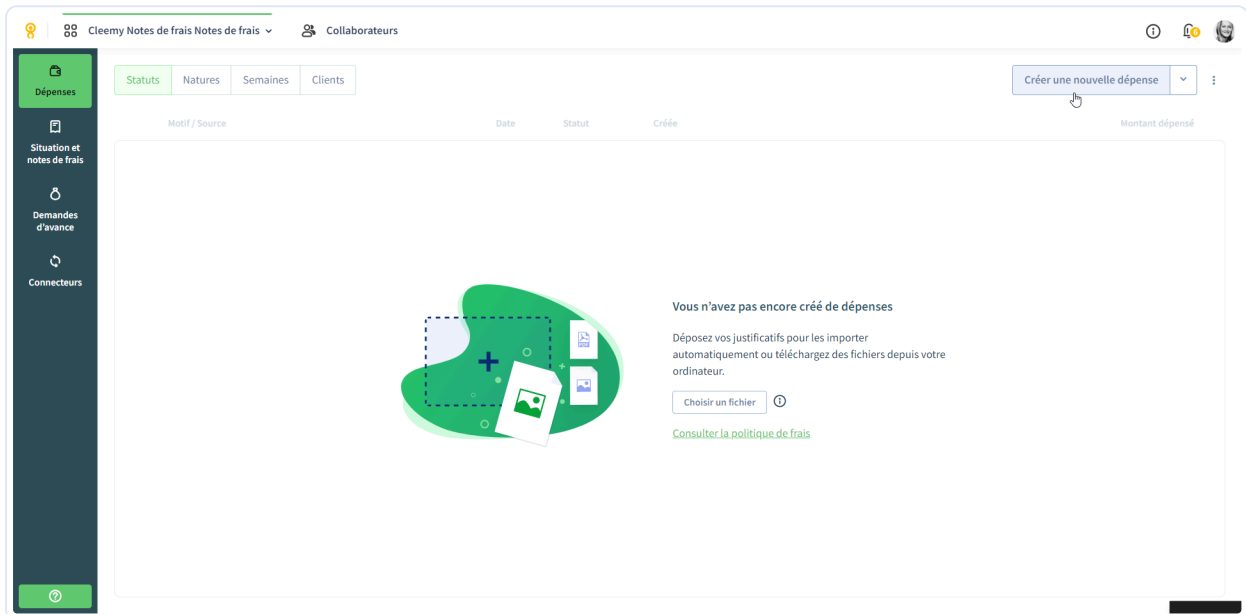 Cleemy Notes de frais Notes de frais
Collaborateurs
6
Dépenses
Situation et
notes de frais
Demandes
d'avance
Connecteurs
Statuts Natures Semaines Clients
Créer une nouvelle dépense
Motif / Source Date Statut Créée Montant dépensé
Vous n'avez pas encore créé de dépenses
Déposez vos justificatifs pour les importer
automatiquement ou téléchargez des fichiers depuis votre
ordinateur.
Choisir un fichier
Consulter la politique de frais